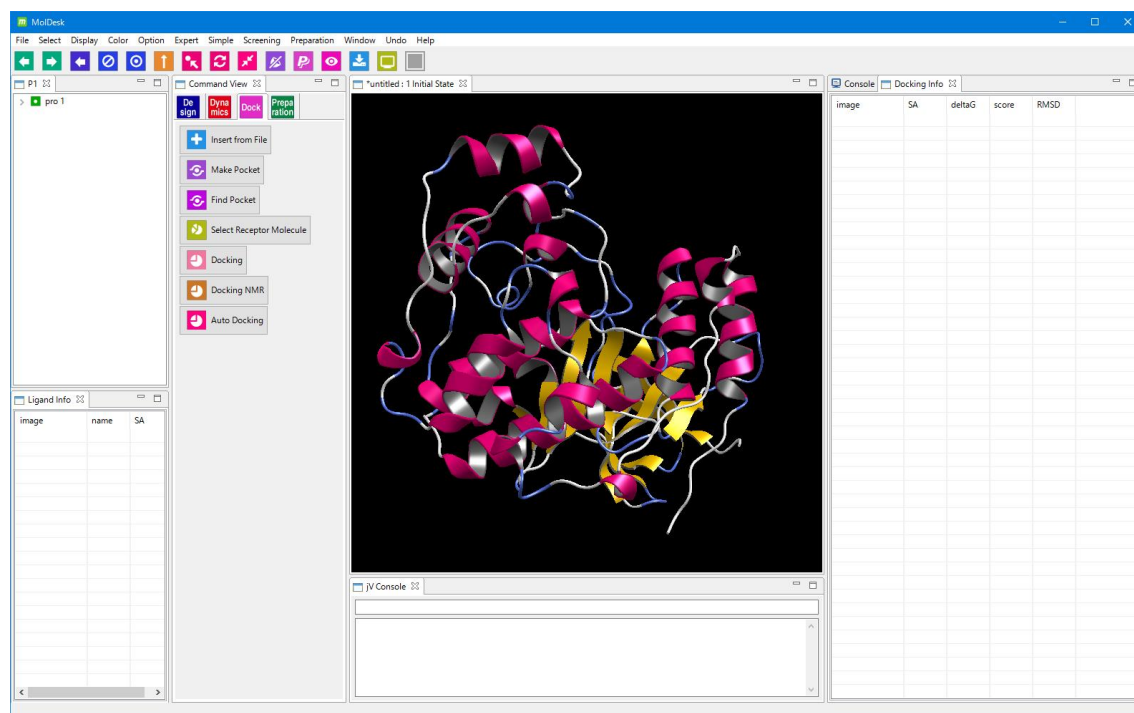 MolDesk
File Select Display Color Option Expert Simple Screening Preparation Window Undo Help
P1
pro 1
Command View
De
sign
Dyna
mics
Dock
Prepa
ration
Insert from File
Make Pocket
Find Pocket
Select Receptor Molecule
Docking
Docking NMR
Auto Docking
Ligand Info
image name SA
*untitled : 1 Initial State
jV Console
Console Docking Info
image SA deltaG score RMSD